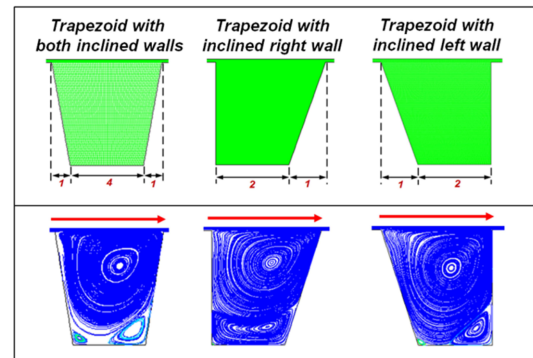 Trapezoid with
both inclined walls
Trapezoid with
inclined right wall
Trapezoid with
inclined left wall
1 4 1
2 1
1 2